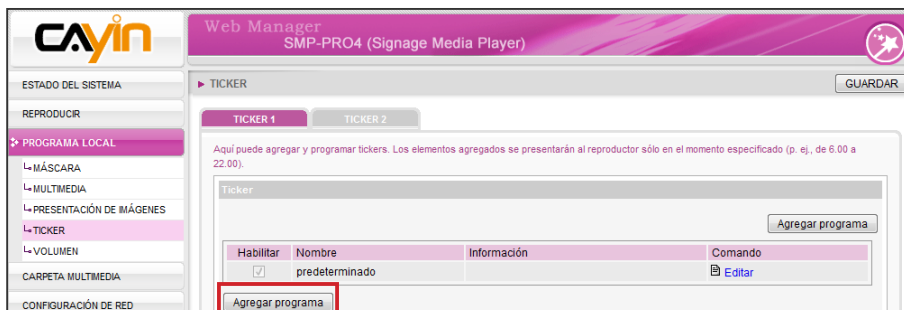 CAYIN
Web Manager
SMP-PRO4 (Signage Media Player)
ESTADO DEL SISTEMA
REPRODUCIR
PROGRAMA LOCAL
MÁSCARA
MULTIMEDIA
PRESENTACIÓN DE IMÁGENES
TICKER
VOLUMEN
CARPETA MULTIMEDIA
CONFIGURACIÓN DE RED
TICKER
GUARDAR
TICKER 1 TICKER 2
Aquí puede agregar y programar tickers. Los elementos agregados se presentarán al reproductor sólo en el momento especificado (p. ej., de 6.00 a
22.00).
Ticker
Agregar programa
Habilitar Nombre Información Comando
predeterminado Editar
Agregar programa